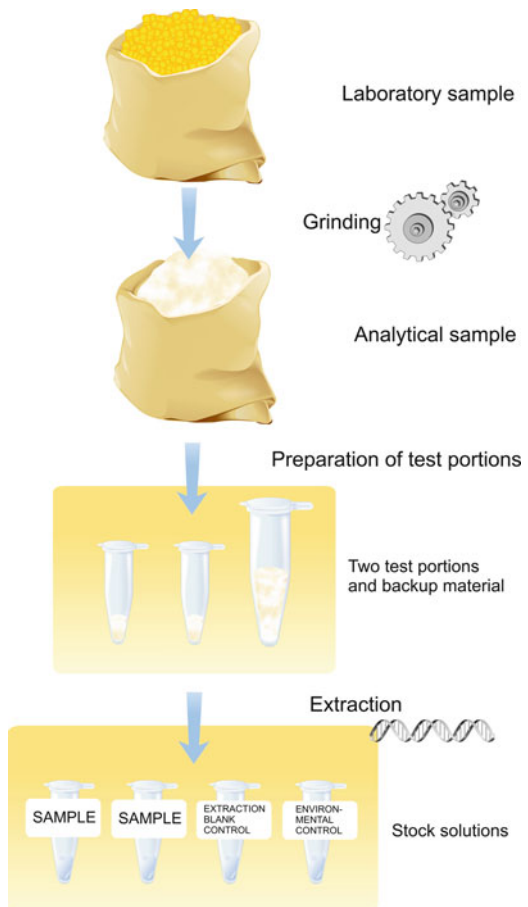 Laboratory sample
Grinding
Analytical sample
Preparation of test portions
Two test portions
and backup material
Extraction
SAMPLE
SAMPLE
EXTRACTION
BLANK
CONTROL
ENVIRON-
MENTAL
CONTROL
Stock solutions